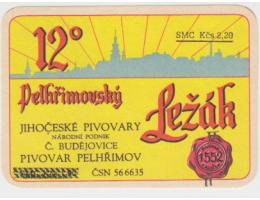 12°
SMC Kčs 2,20
Pelhřimovský
Ležák
JIHOČESKÉ PIVOVARY
NÁRODNÍ PODNIK
Č. BUDĚJOVICE
PIVOVAR PELHŘIMOV
ČSN 566635
1552